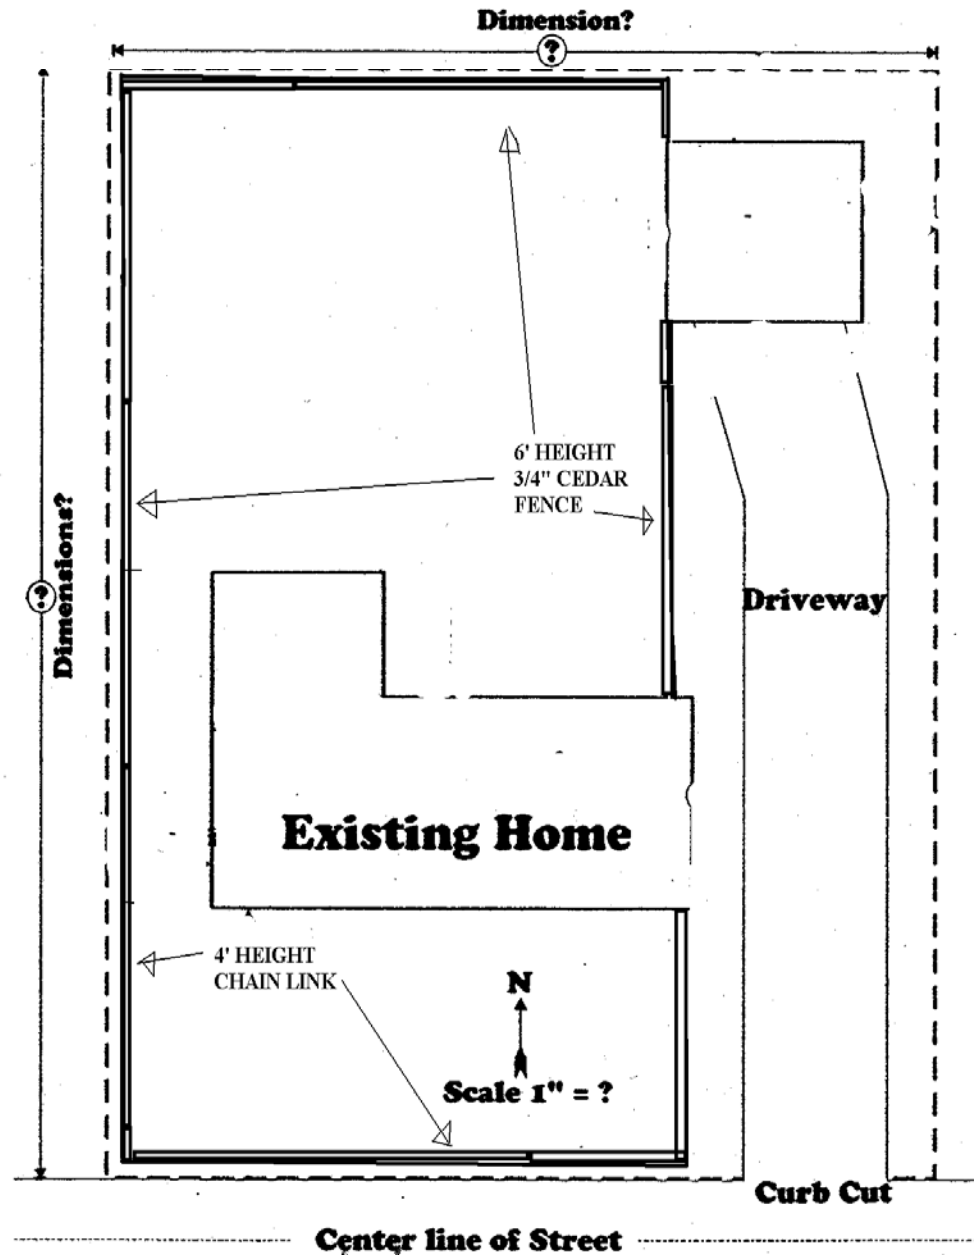 Dimension?
?
6' HEIGHT
3/4" CEDAR
FENCE
Dimensions?
?
Driveway
Existing Home
4' HEIGHT
CHAIN LINK
N
Scale 1" = ?
Curb Cut
Center line of Street